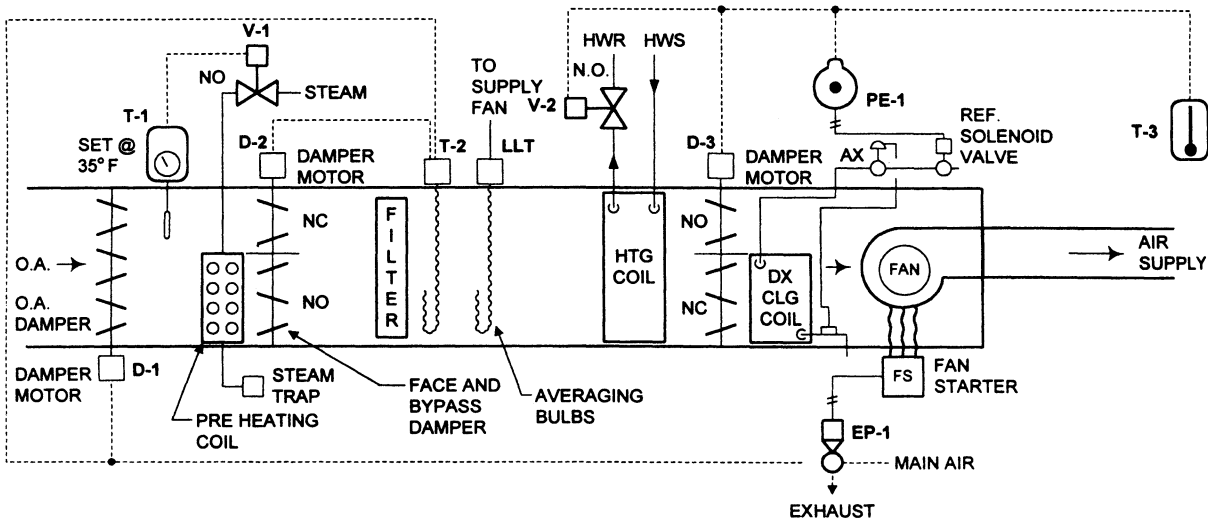 V-1
NO
STEAM
T-1
SET @
35° F
D-2
DAMPER
MOTOR
T-2
TO
SUPPLY
FAN
LLT
HWR
HWS
N.O.
V-2
D-3
DAMPER
MOTOR
PE-1
AX
REF.
SOLENOID
VALVE
T-3
O.A.
O.A.
DAMPER
NC
NO
FILTER
HTG
COIL
NO
NC
DX
CLG
COIL
FAN
AIR
SUPPLY
DAMPER
MOTOR
D-1
STEAM
TRAP
PRE HEATING
COIL
FACE AND
BYPASS
DAMPER
AVERAGING
BULBS
FS
FAN
STARTER
EP-1
MAIN AIR
EXHAUST